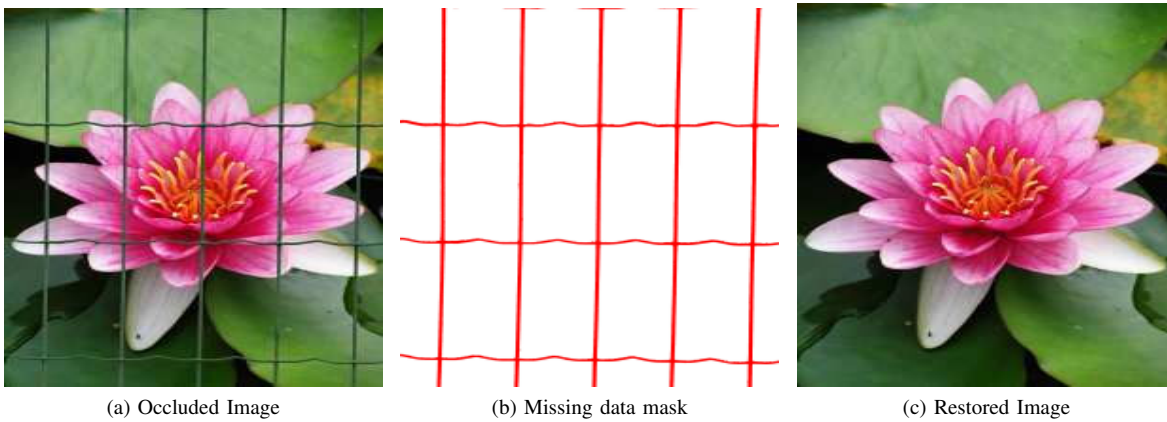 (a) Occluded Image
(b) Missing data mask
(c) Restored Image